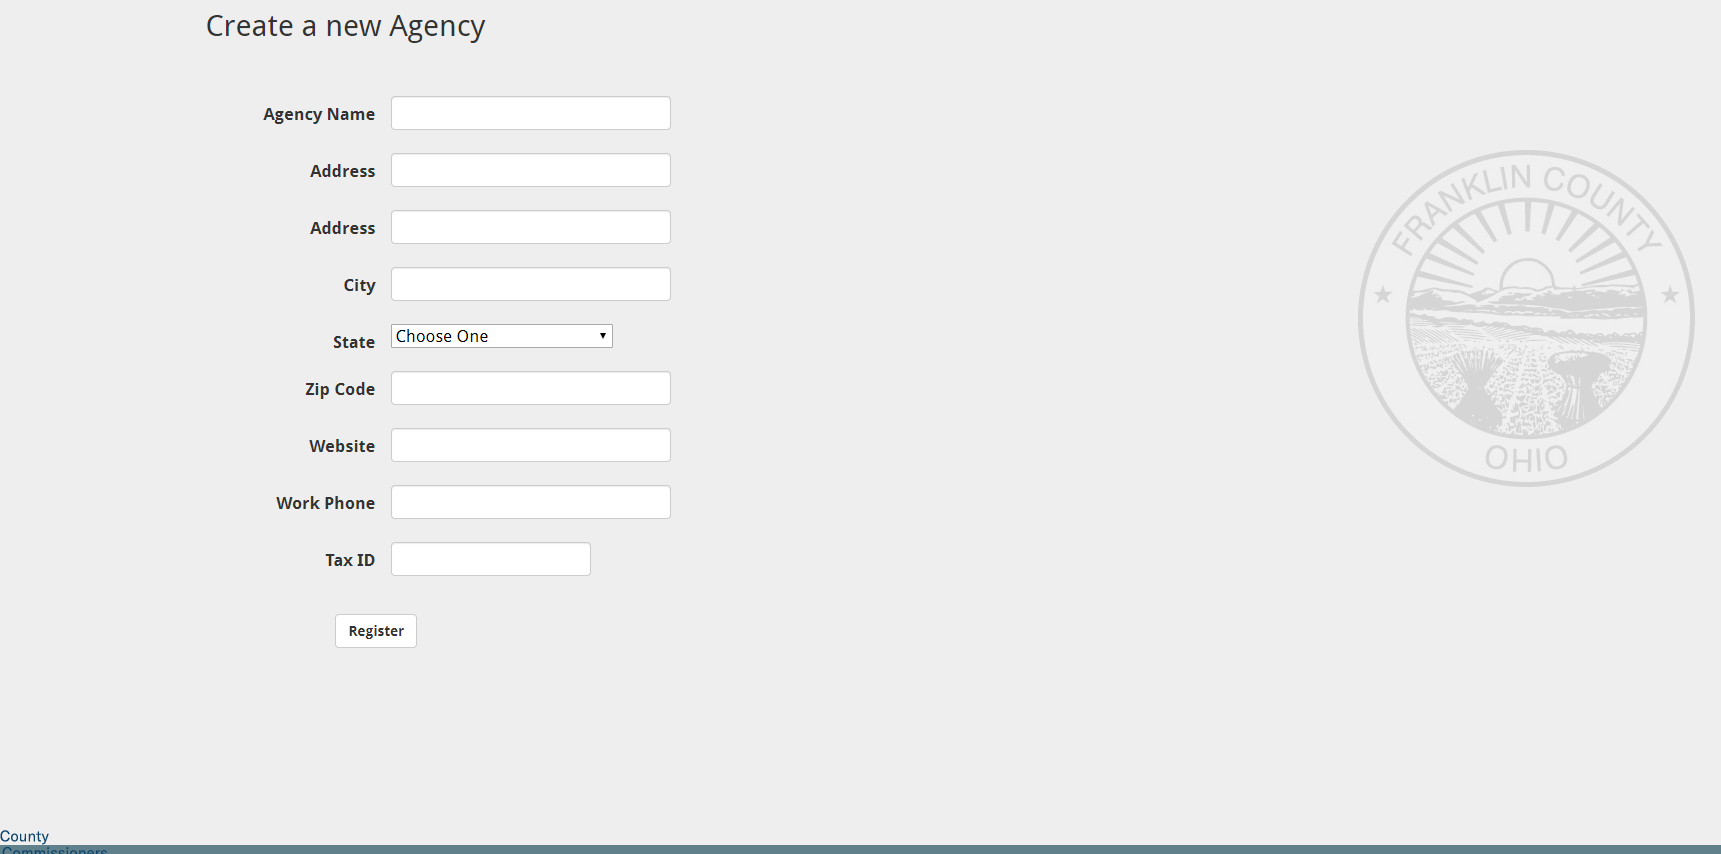 Create a new Agency
Agency Name
Address
Address
City
State Choose One
Zip Code
Website
Work Phone
Tax ID
Register
FRANKLIN COUNTY
OHIO
County
Commissioners